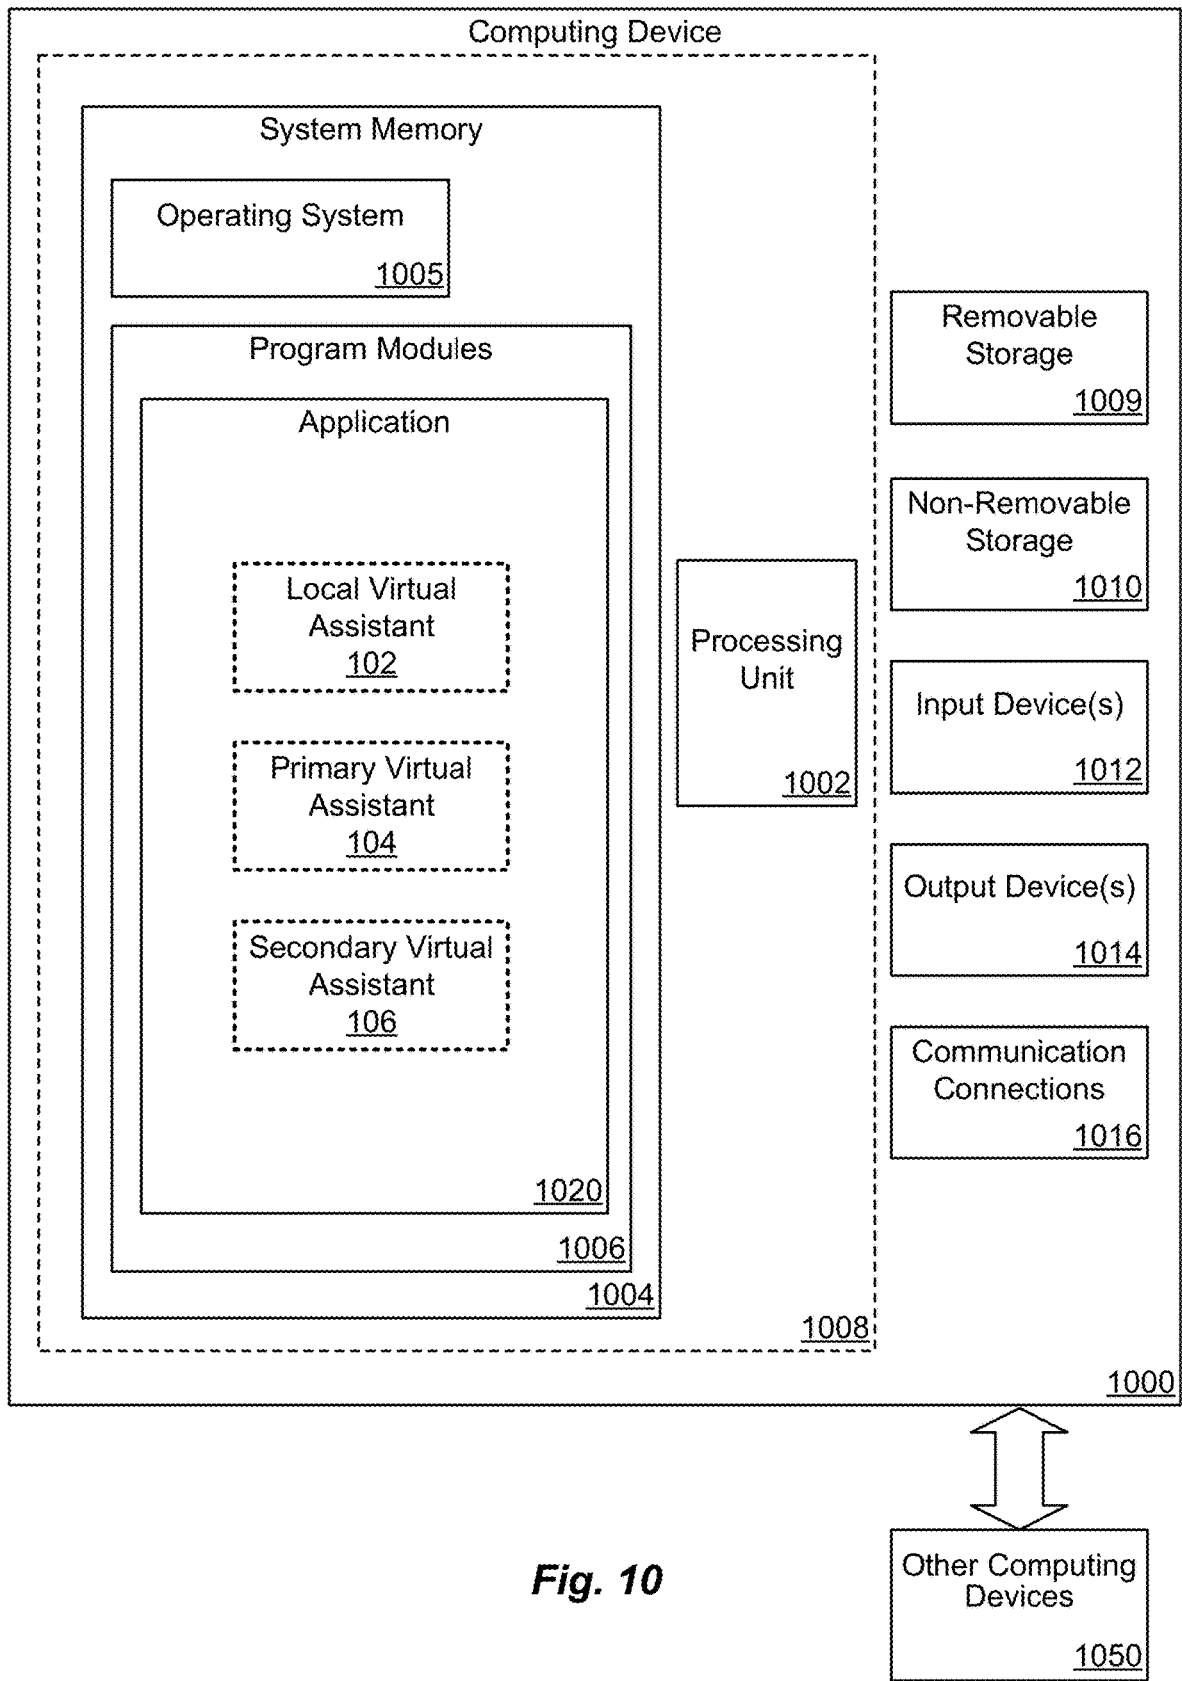 Computing Device
System Memory
Operating System
1005
Program Modules
Application
Local Virtual
Assistant
102
Primary Virtual
Assistant
104
Secondary Virtual
Assistant
106
1020
1006
1004
Processing
Unit
1002
1008
Removable
Storage
1009
Non-Removable
Storage
1010
Input Device(s)
1012
Output Device(s)
1014
Communication
Connections
1016
1000
Other Computing
Devices
1050
Fig. 10